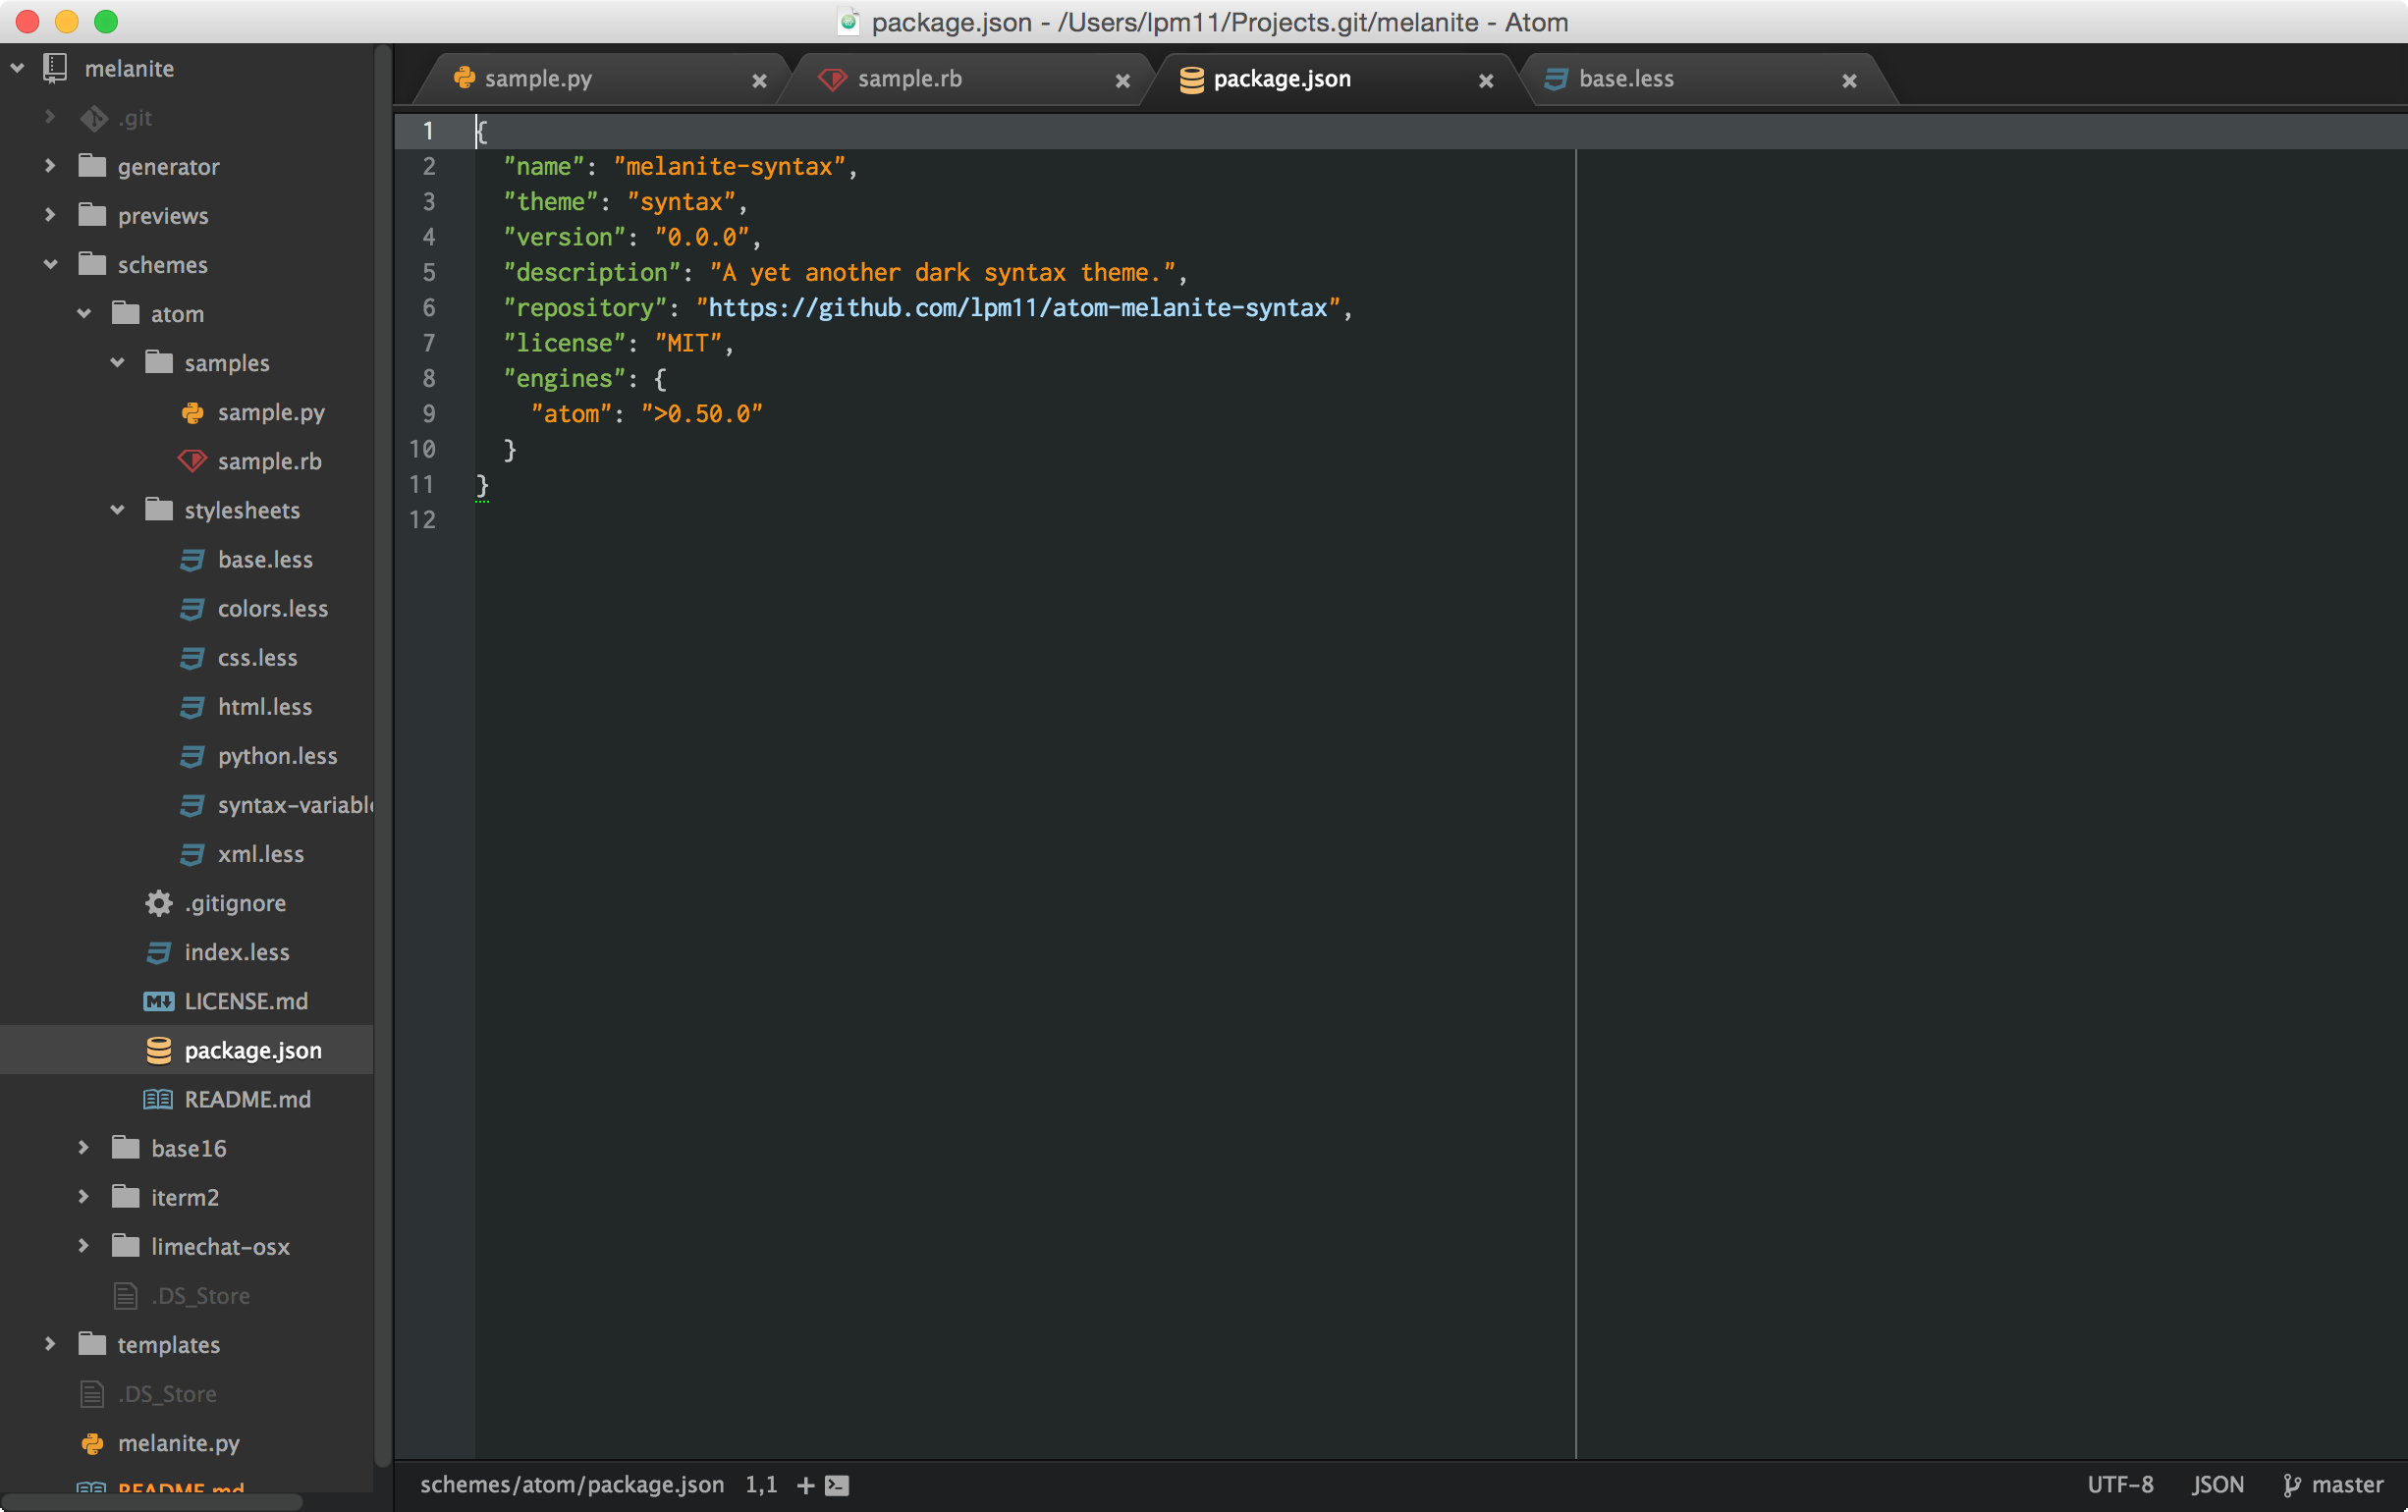 package.json - /Users/lpm11/Projects.git/melanite - Atom
melanite
.git
generator
previews
schemes
atom
samples
sample.py
sample.rb
stylesheets
base.less
colors.less
css.less
html.less
python.less
syntax-variable
xml.less
.gitignore
index.less
LICENSE.md
package.json
README.md
base16
iterm2
limechat-osx
.DS_Store
templates
.DS_Store
melanite.py
README.md
sample.py
sample.rb
package.json
base.less
1 {
2 "name": "melanite-syntax",
3 "theme": "syntax",
4 "version": "0.0.0",
5 "description": "A yet another dark syntax theme.",
6 "repository": "https://github.com/lpm11/atom-melanite-syntax",
7 "license": "MIT",
8 "engines": {
9 "atom": ">0.50.0"
10 }
11 }
12
schemes/atom/package.json 1,1 +
UTF-8 JSON master